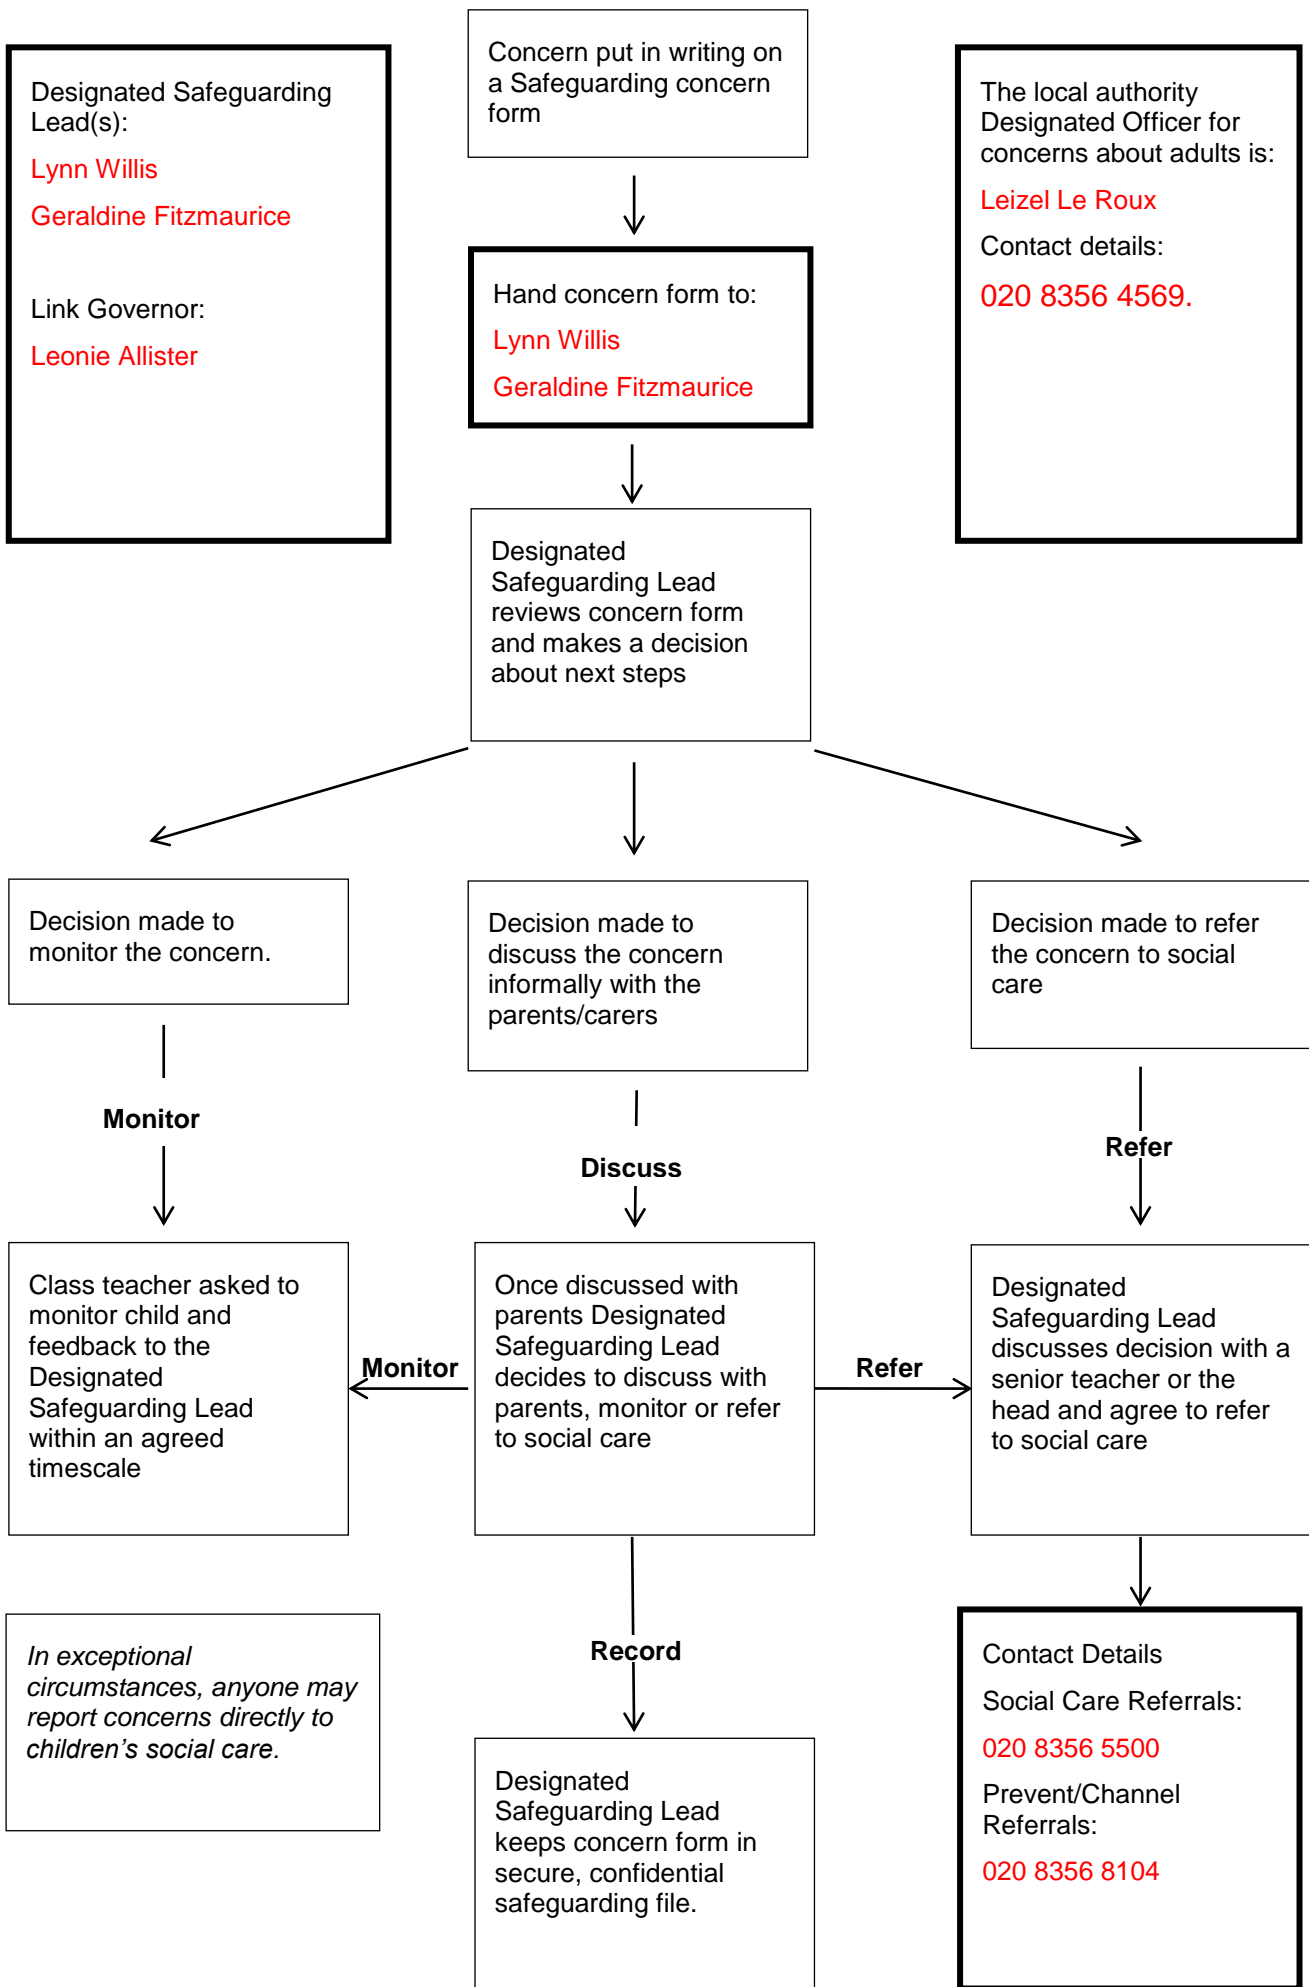 Concern put in writing on
a Safeguarding concern
form
Designated Safeguarding
Lead(s):
Lynn Willis
Geraldine Fitzmaurice
Link Governor:
Leonie Allister
The local authority
Designated Officer for
concerns about adults is:
Leizel Le Roux
Contact details:
020 8356 4569.
Hand concern form to:
Lynn Willis
Geraldine Fitzmaurice
Designated
Safeguarding Lead
reviews concern form
and makes a decision
about next steps
Decision made to
monitor the concern.
Decision made to
discuss the concern
informally with the
parents/carers
Decision made to refer
the concern to social
care
Monitor
Discuss
Refer
Class teacher asked to
monitor child and
feedback to the
Designated
Safeguarding Lead
within an agreed
timescale
Monitor
Once discussed with
parents Designated
Safeguarding Lead
decides to discuss with
parents, monitor or refer
to social care
Refer
Designated
Safeguarding Lead
discusses decision with a
senior teacher or the
head and agree to refer
to social care
In exceptional
circumstances, anyone may
report concerns directly to
children’s social care.
Record
Designated
Safeguarding Lead
keeps concern form in
secure, confidential
safeguarding file.
Contact Details
Social Care Referrals:
020 8356 5500
Prevent/Channel
Referrals:
020 8356 8104